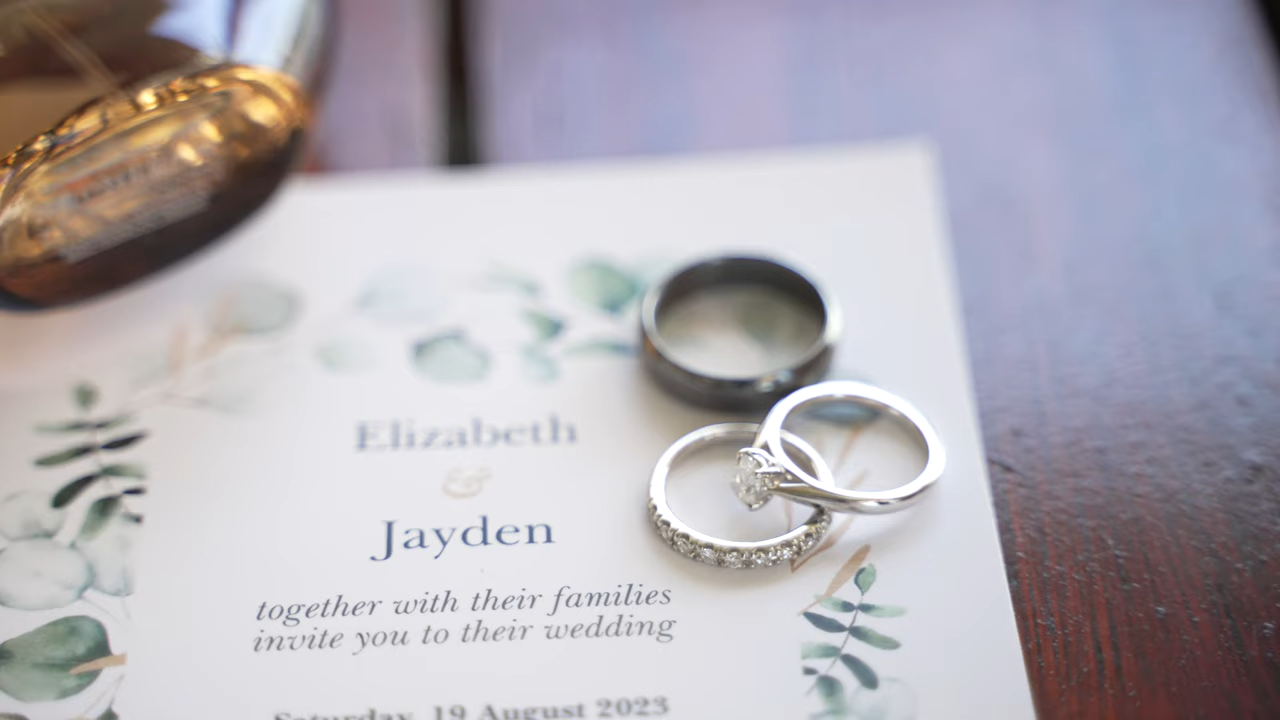 Elizabeth
&
Jayden
together with their families
invite you to their wedding
Saturday, 19 August 2023